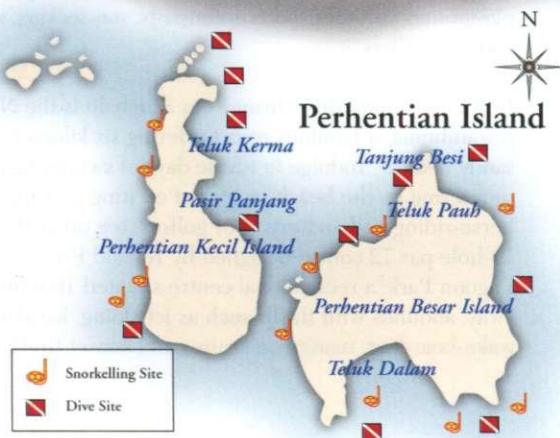 N
Perhentian Island
Teluk Kerma
Tanjung Besi
Pasir Panjang
Teluk Pauh
Perhentian Kecil Island
Perhentian Besar Island
Teluk Dalam
Snorkelling Site
Dive Site